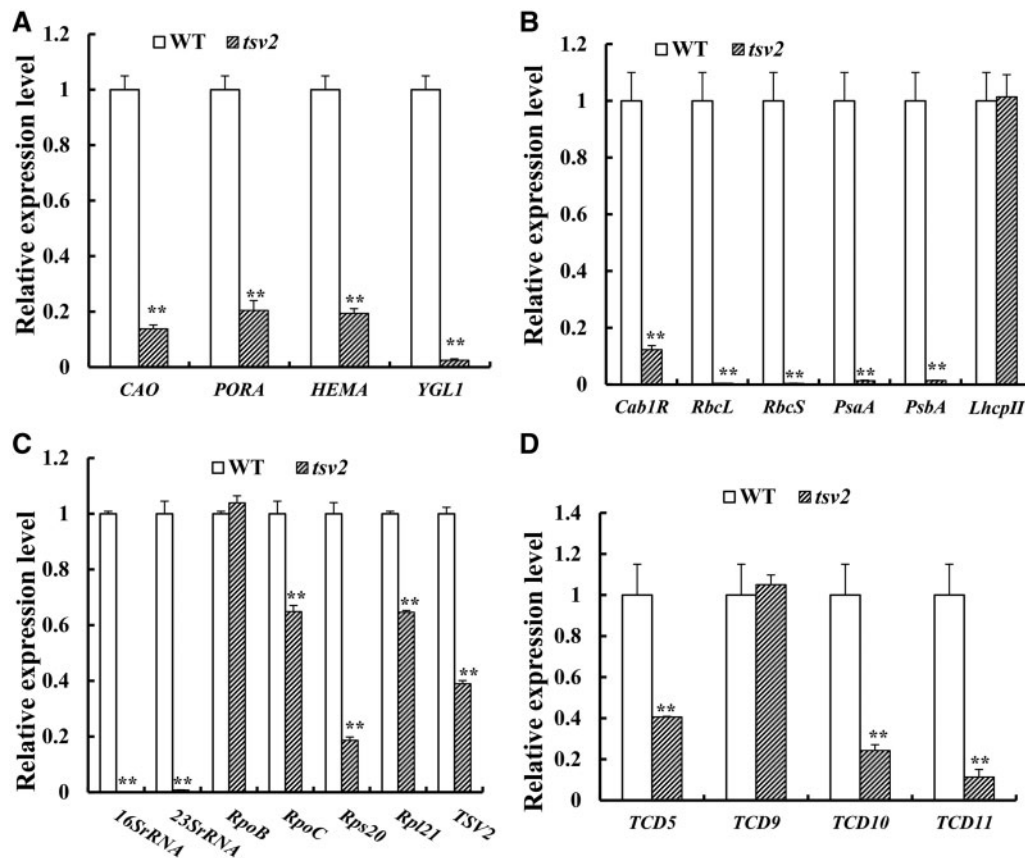 A
WT tsv2
Relative expression level
1.2
1
0.8
0.6
0.4
0.2
0
**
**
**
**
CAO PORA HEMA YGL1
B
WT tsv2
Relative expression level
1.2
1
0.8
0.6
0.4
0.2
0
**
**
**
**
**
Cab1R RbcL RbcS PsaA PsbA LhcpII
C
WT tsv2
Relative expression level
1.2
1
0.8
0.6
0.4
0.2
0
**
**
**
**
**
**
16SrRNA 23SrRNA RpoB RpoC Rps20 Rpl21 TSV2
D
WT tsv2
Relative expression level
1.4
1.2
1
0.8
0.6
0.4
0.2
0
**
**
**
TCD5 TCD9 TCD10 TCD11